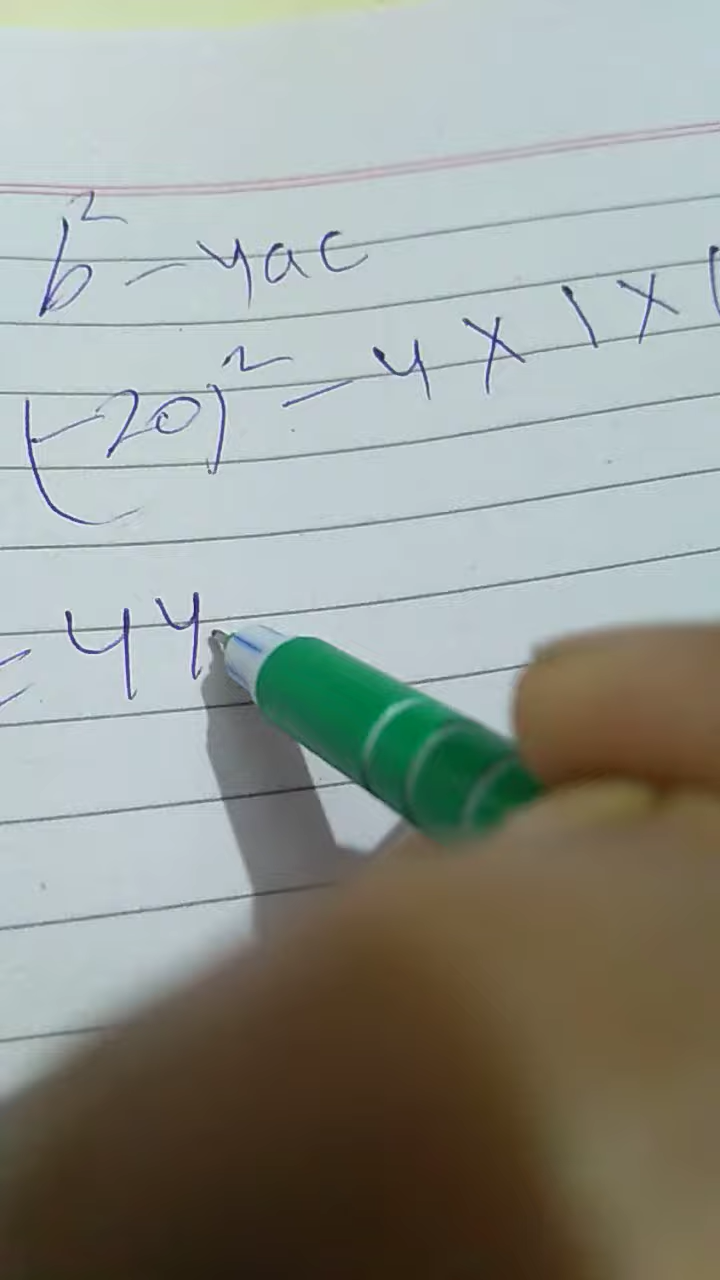 b² - 4ac
(-20)² - 4 × 1 × 
= 44